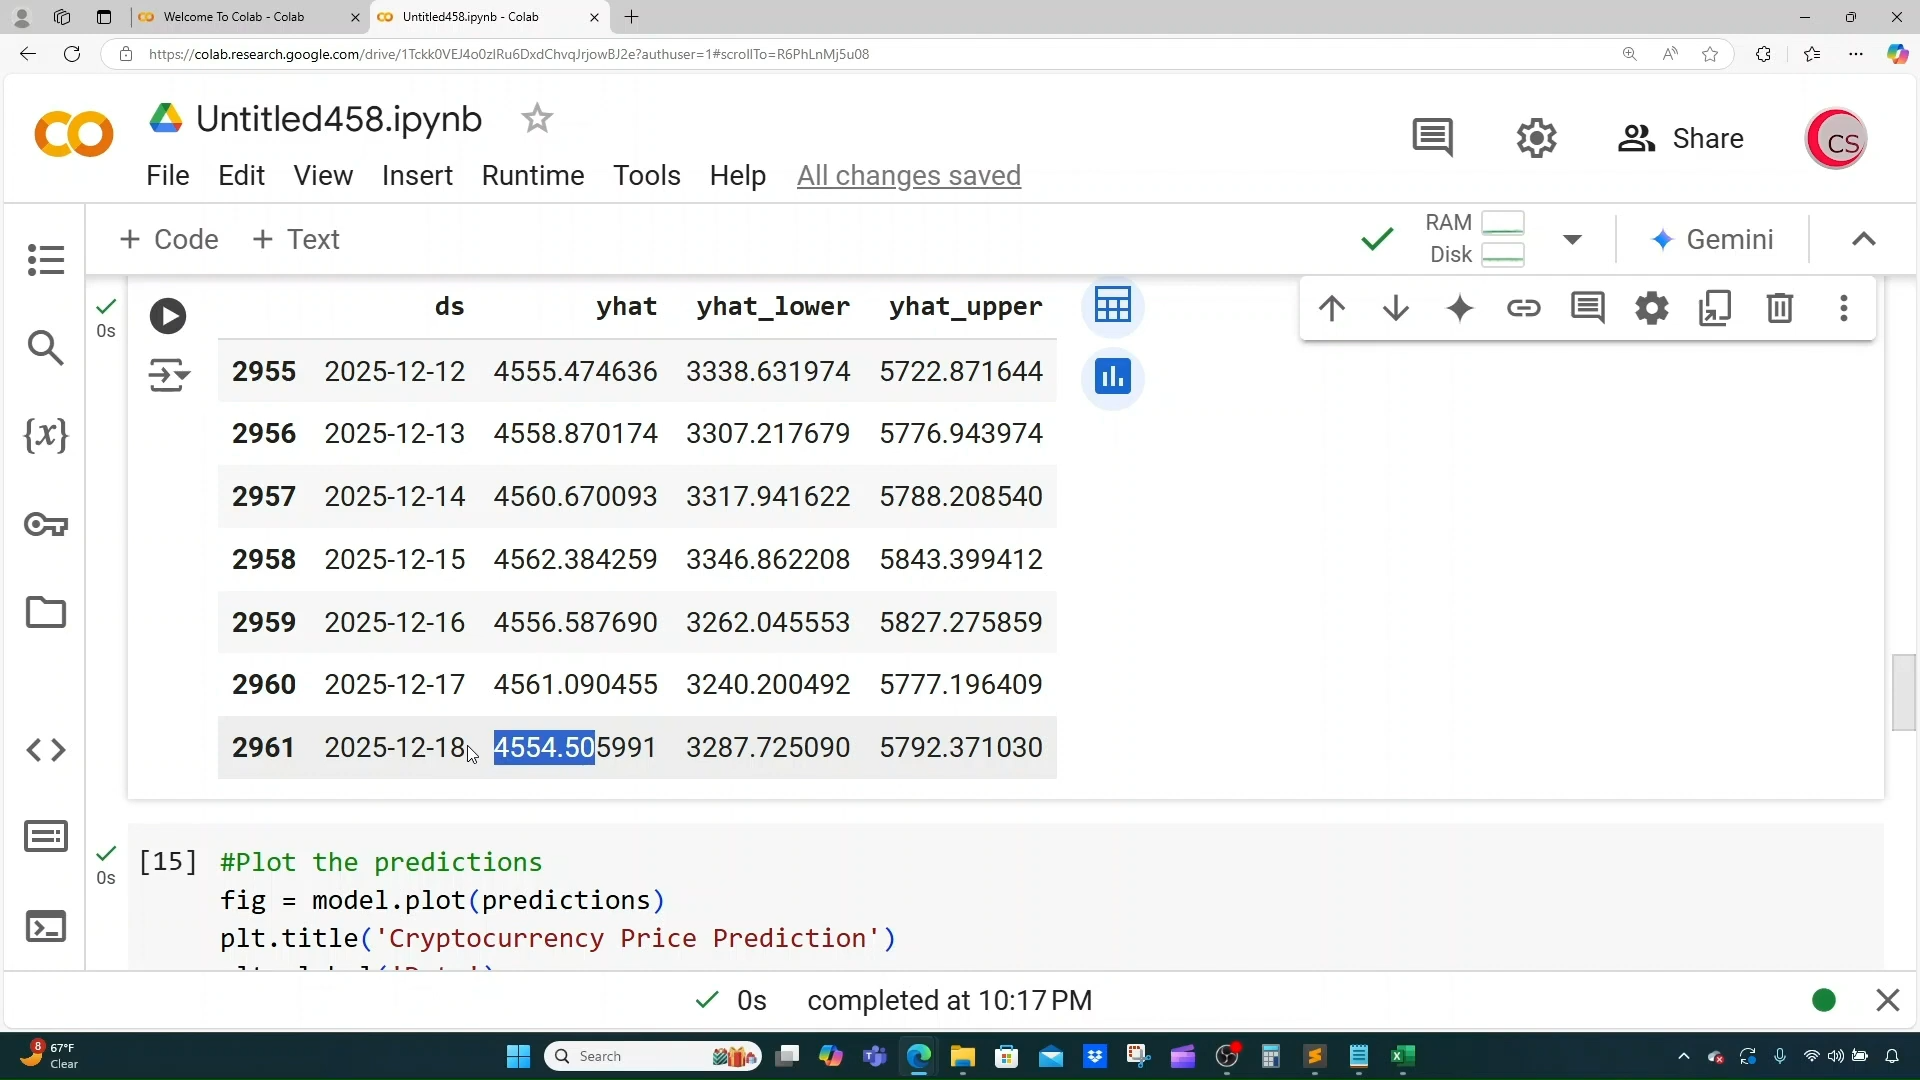 Welcome To Colab - Colab
Untitled458.ipynb - Colab
https://colab.research.google.com/drive/1Tckk0VEJ4o0zlRu6DxdChvqJrjowBJ2e?authuser=1#scrollTo=R6PhLnMj5u08
CO
Untitled458.ipynb
Share
CS
File Edit View Insert Runtime Tools Help All changes saved
+ Code + Text
RAM
Disk
Gemini
0s
ds yhat yhat_lower yhat_upper
2955 2025-12-12 4555.474636 3338.631974 5722.871644
2956 2025-12-13 4558.870174 3307.217679 5776.943974
2957 2025-12-14 4560.670093 3317.941622 5788.208540
2958 2025-12-15 4562.384259 3346.862208 5843.399412
2959 2025-12-16 4556.587690 3262.045553 5827.275859
2960 2025-12-17 4561.090455 3240.200492 5777.196409
2961 2025-12-18 4554.505991 3287.725090 5792.371030
{x}
[15] #Plot the predictions
0s
fig = model.plot(predictions)
plt.title('Cryptocurrency Price Prediction')
0s completed at 10:17 PM
8
67°F
Clear
Search